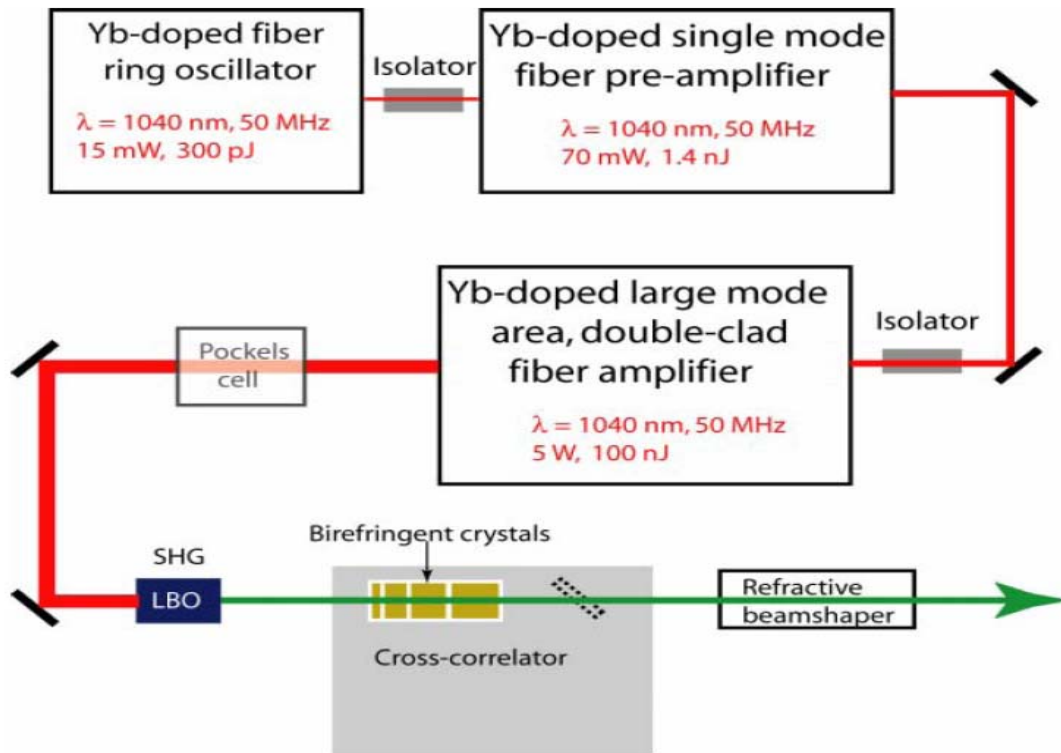 Yb-doped fiber
ring oscillator
λ = 1040 nm, 50 MHz
15 mW, 300 pJ
Isolator
Yb-doped single mode
fiber pre-amplifier
λ = 1040 nm, 50 MHz
70 mW, 1.4 nJ
Yb-doped large mode
area, double-clad
fiber amplifier
λ = 1040 nm, 50 MHz
5 W, 100 nJ
Isolator
Pockels
cell
SHG
LBO
Birefringent crystals
Cross-correlator
Refractive
beamshaper